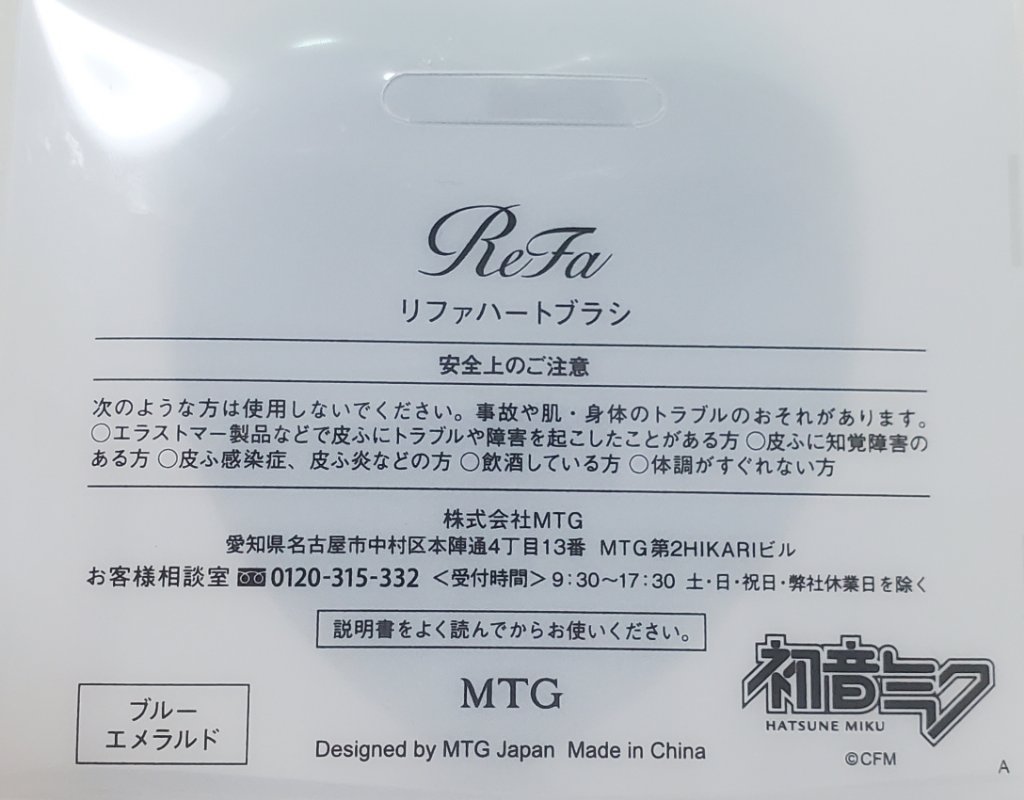 ReFa
リファハートブラシ
安全上のご注意
次のような方は使用しないでください。事故や肌・身体のトラブルのおそれがあります。
○エラストマー製品などで皮ふにトラブルや障害を起こしたことがある方 ○皮ふに知覚障害の
ある方 ○皮ふ感染症、皮ふ炎などの方 ○飲酒している方 ○体調がすぐれない方
株式会社MTG
愛知県名古屋市中村区本陣通4丁目13番 MTG第2HIKARIビル
お客様相談室 0120-315-332 <受付時間> 9:30〜17:30 土・日・祝日・弊社休業日を除く
説明書をよく読んでからお使いください。
初音ミク
HATSUNE MIKU
©CFM
MTG
Designed by MTG Japan Made in China
ブルー
エメラルド
A